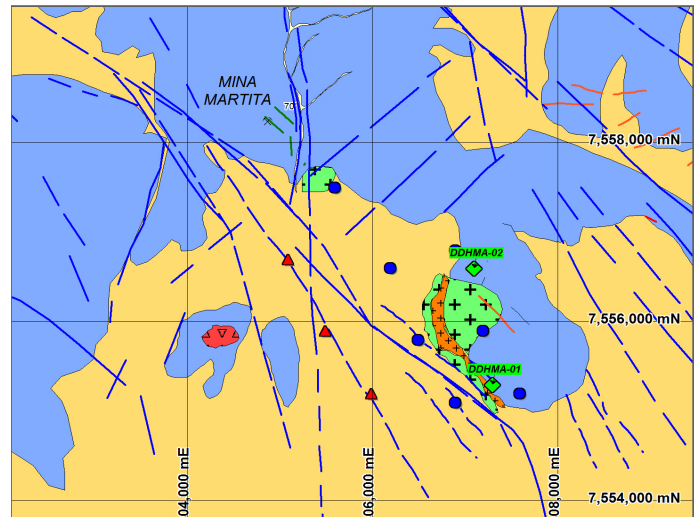 MINA
MARTITA
70
7,558,000 mN
DDHMA-02
7,556,000 mN
DDHMA-01
04,000 mE
06,000 mE
08,000 mE
7,554,000 mN